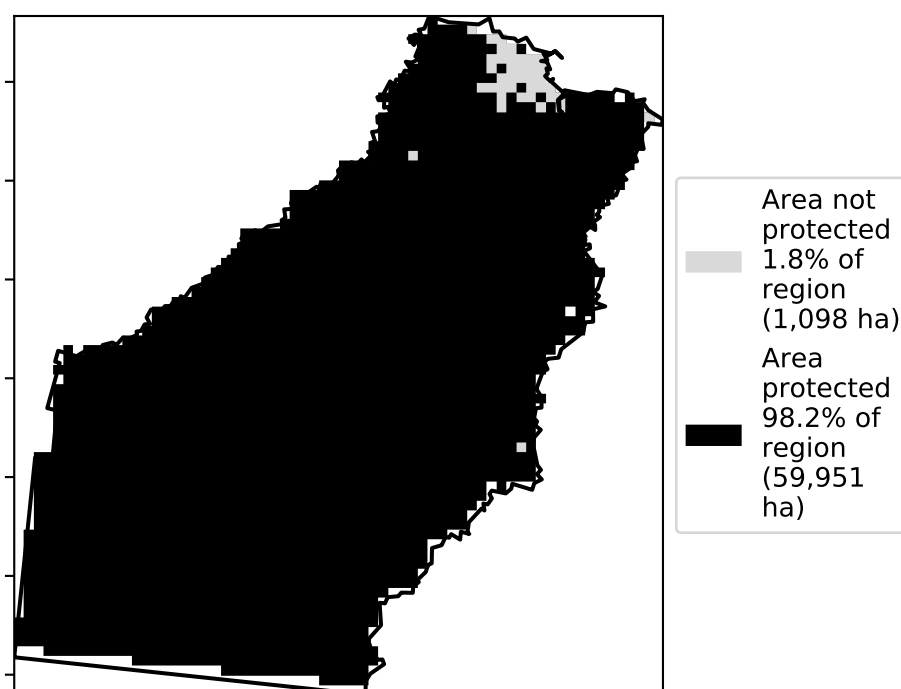 Area not
protected
1.8% of
region
(1,098 ha)
Area
protected
98.2% of
region
(59,951
ha)